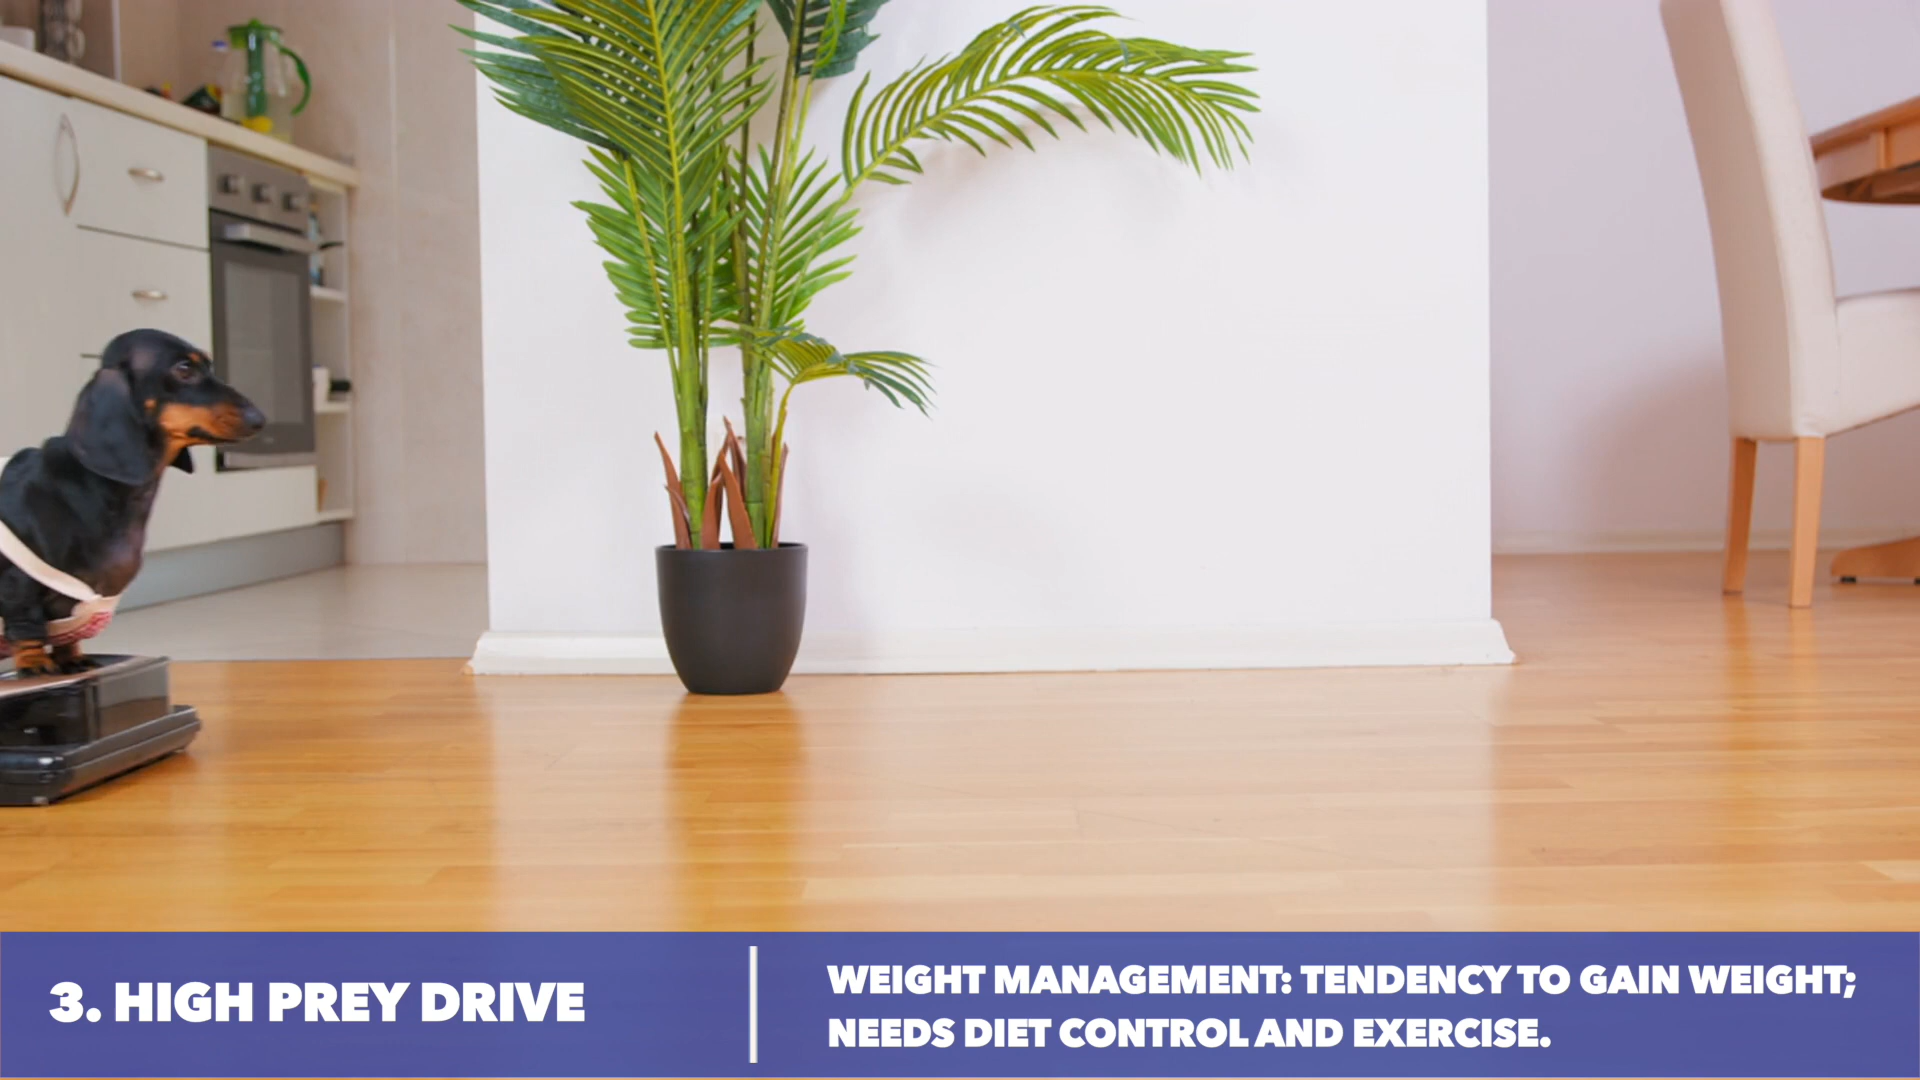 3. HIGH PREY DRIVE
WEIGHT MANAGEMENT: TENDENCY TO GAIN WEIGHT;
NEEDS DIET CONTROL AND EXERCISE.